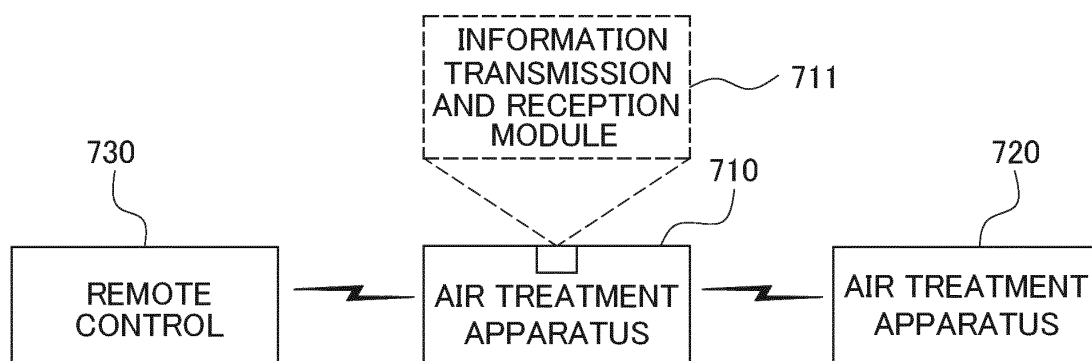 INFORMATION
TRANSMISSION
AND RECEPTION
MODULE
711
730
710
720
REMOTE
CONTROL
AIR TREATMENT
APPARATUS
AIR TREATMENT
APPARATUS